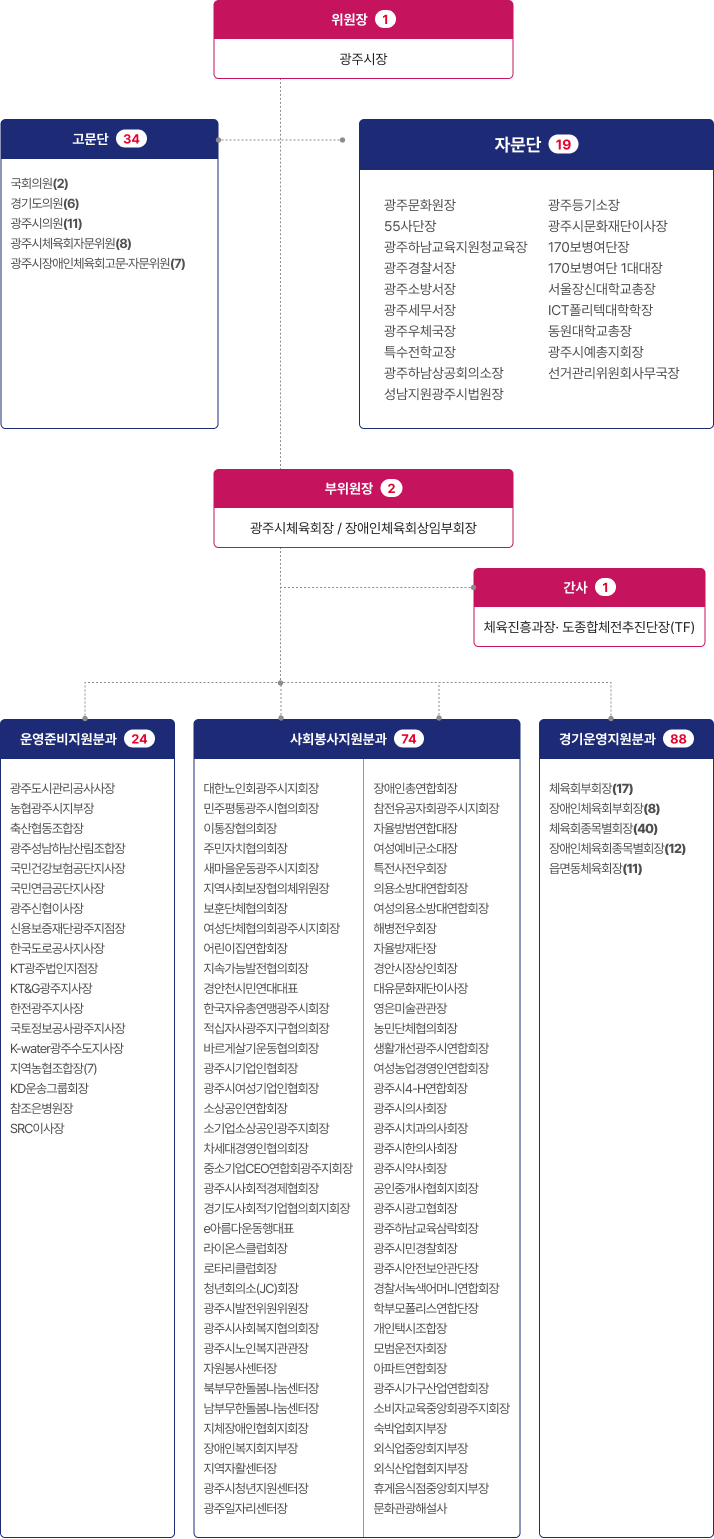 위원장 1
광주시장
고문단 34
국회의원(2)
경기도의원(6)
광주시의원(11)
광주시체육회자문위원(8)
광주시장애인체육회고문·자문위원(7)
자문단 19
광주문화원장
55사단장
광주하남교육지원청교육장
광주경찰서장
광주소방서장
광주세무서장
광주우체국장
특수전학교장
광주하남상공회의소장
성남지원광주시법원장
광주등기소장
광주시문화재단이사장
170보병여단장
170보병여단 1대대장
서울장신대학교총장
ICT폴리텍대학학장
동원대학교총장
광주시예총지회장
선거관리위원회사무국장
부위원장 2
광주시체육회장 / 장애인체육회상임부회장
간사 1
체육진흥과장· 도종합체전추진단장(TF)
운영준비지원분과 24
광주도시관리공사사장
농협광주시지부장
축산협동조합장
광주성남하남산림조합장
국민건강보험공단지사장
국민연금공단지사장
광주신협이사장
신용보증재단광주지점장
한국도로공사지사장
KT광주법인지점장
KT&G광주지사장
한전광주지사장
국토정보공사광주지사장
K-water광주수도지사장
지역농협조합장(7)
KD운송그룹회장
참조은병원장
SRC이사장
사회봉사지원분과 74
대한노인회광주시지회장
민주평통광주시협의회장
이통장협의회장
주민자치협의회장
새마을운동광주시지회장
지역사회보장협의체위원장
보훈단체협의회장
여성단체협의회광주시지회장
어린이집연합회장
지속가능발전협의회장
경안천시민연대대표
한국자유총연맹광주시회장
적십자사광주지구협의회장
바르게살기운동협의회장
광주시기업인협회장
광주시여성기업인협회장
소상공인연합회장
소기업소상공인광주지회장
차세대경영인협의회장
중소기업CEO연합회광주지회장
광주시사회적경제협회장
경기도사회적기업협의회지회장
e아름다운동행대표
라이온스클럽회장
로타리클럽회장
청년회의소(JC)회장
광주시발전위원위원장
광주시사회복지협의회장
광주시노인복지관관장
자원봉사센터장
북부무한돌봄나눔센터장
남부무한돌봄나눔센터장
지체장애인협회지회장
장애인복지회지부장
지역자활센터장
광주시청년지원센터장
광주일자리센터장
장애인총연합회장
참전유공자회광주시지회장
자율방범연합대장
여성예비군소대장
특전사전우회장
의용소방대연합회장
여성의용소방대연합회장
해병전우회장
자율방재단장
경안시장상인회장
대유문화재단이사장
영은미술관관장
농민단체협의회장
생활개선광주시연합회장
여성농업경영인연합회장
광주시4-H연합회장
광주시의사회장
광주시치과의사회장
광주시한의사회장
광주시약사회장
공인중개사협회지회장
광주시광고협회장
광주하남교육삼락회장
광주시민경찰회장
광주시안전보안관단장
경찰서녹색어머니연합회장
학부모폴리스연합단장
개인택시조합장
모범운전자회장
아파트연합회장
광주시가구산업연합회장
소비자교육중앙회광주지회장
숙박업회지부장
외식업중앙회지부장
외식산업협회지부장
휴게음식점중앙회지부장
문화관광해설사
경기운영지원분과 88
체육회부회장(17)
장애인체육회부회장(8)
체육회종목별회장(40)
장애인체육회종목별회장(12)
읍면동체육회장(11)